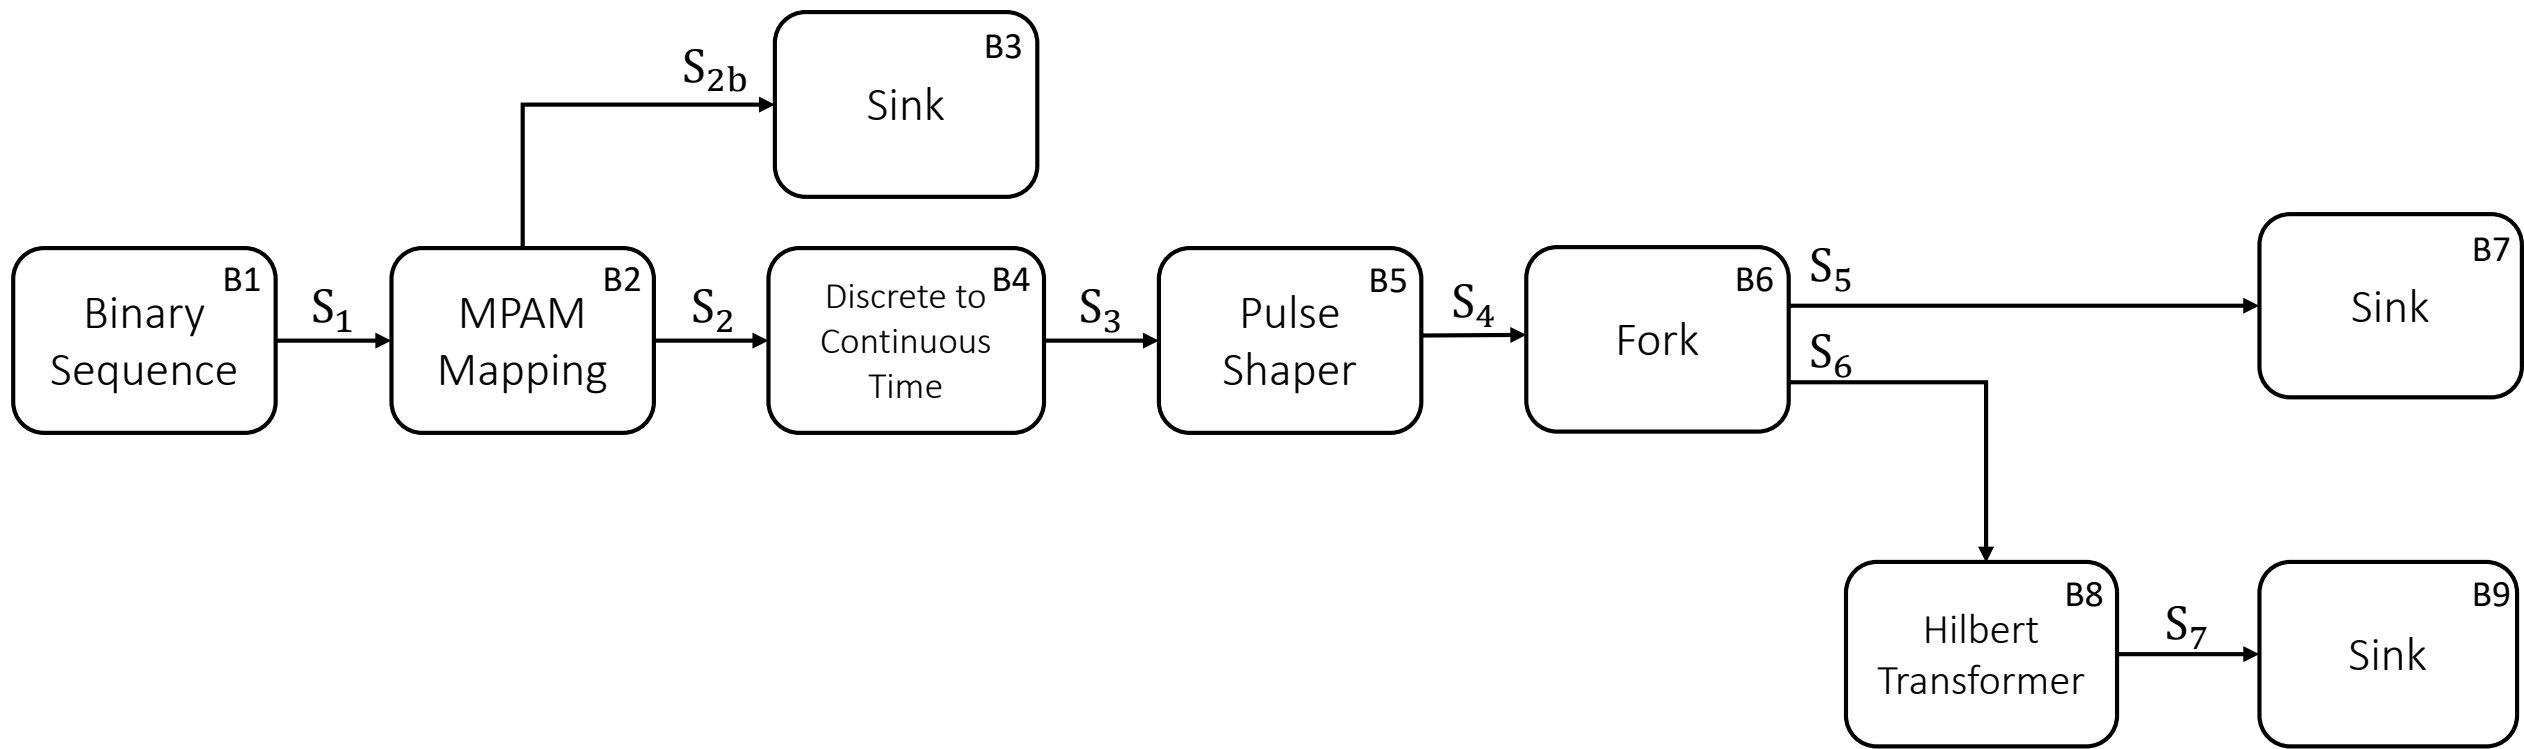 B3
S2b
Sink
B1
Binary
Sequence
S1
B2
MPAM
Mapping
S2
B4
Discrete to
Continuous
Time
S3
B5
Pulse
Shaper
S4
B6
Fork
S5
S6
B7
Sink
B8
Hilbert
Transformer
S7
B9
Sink